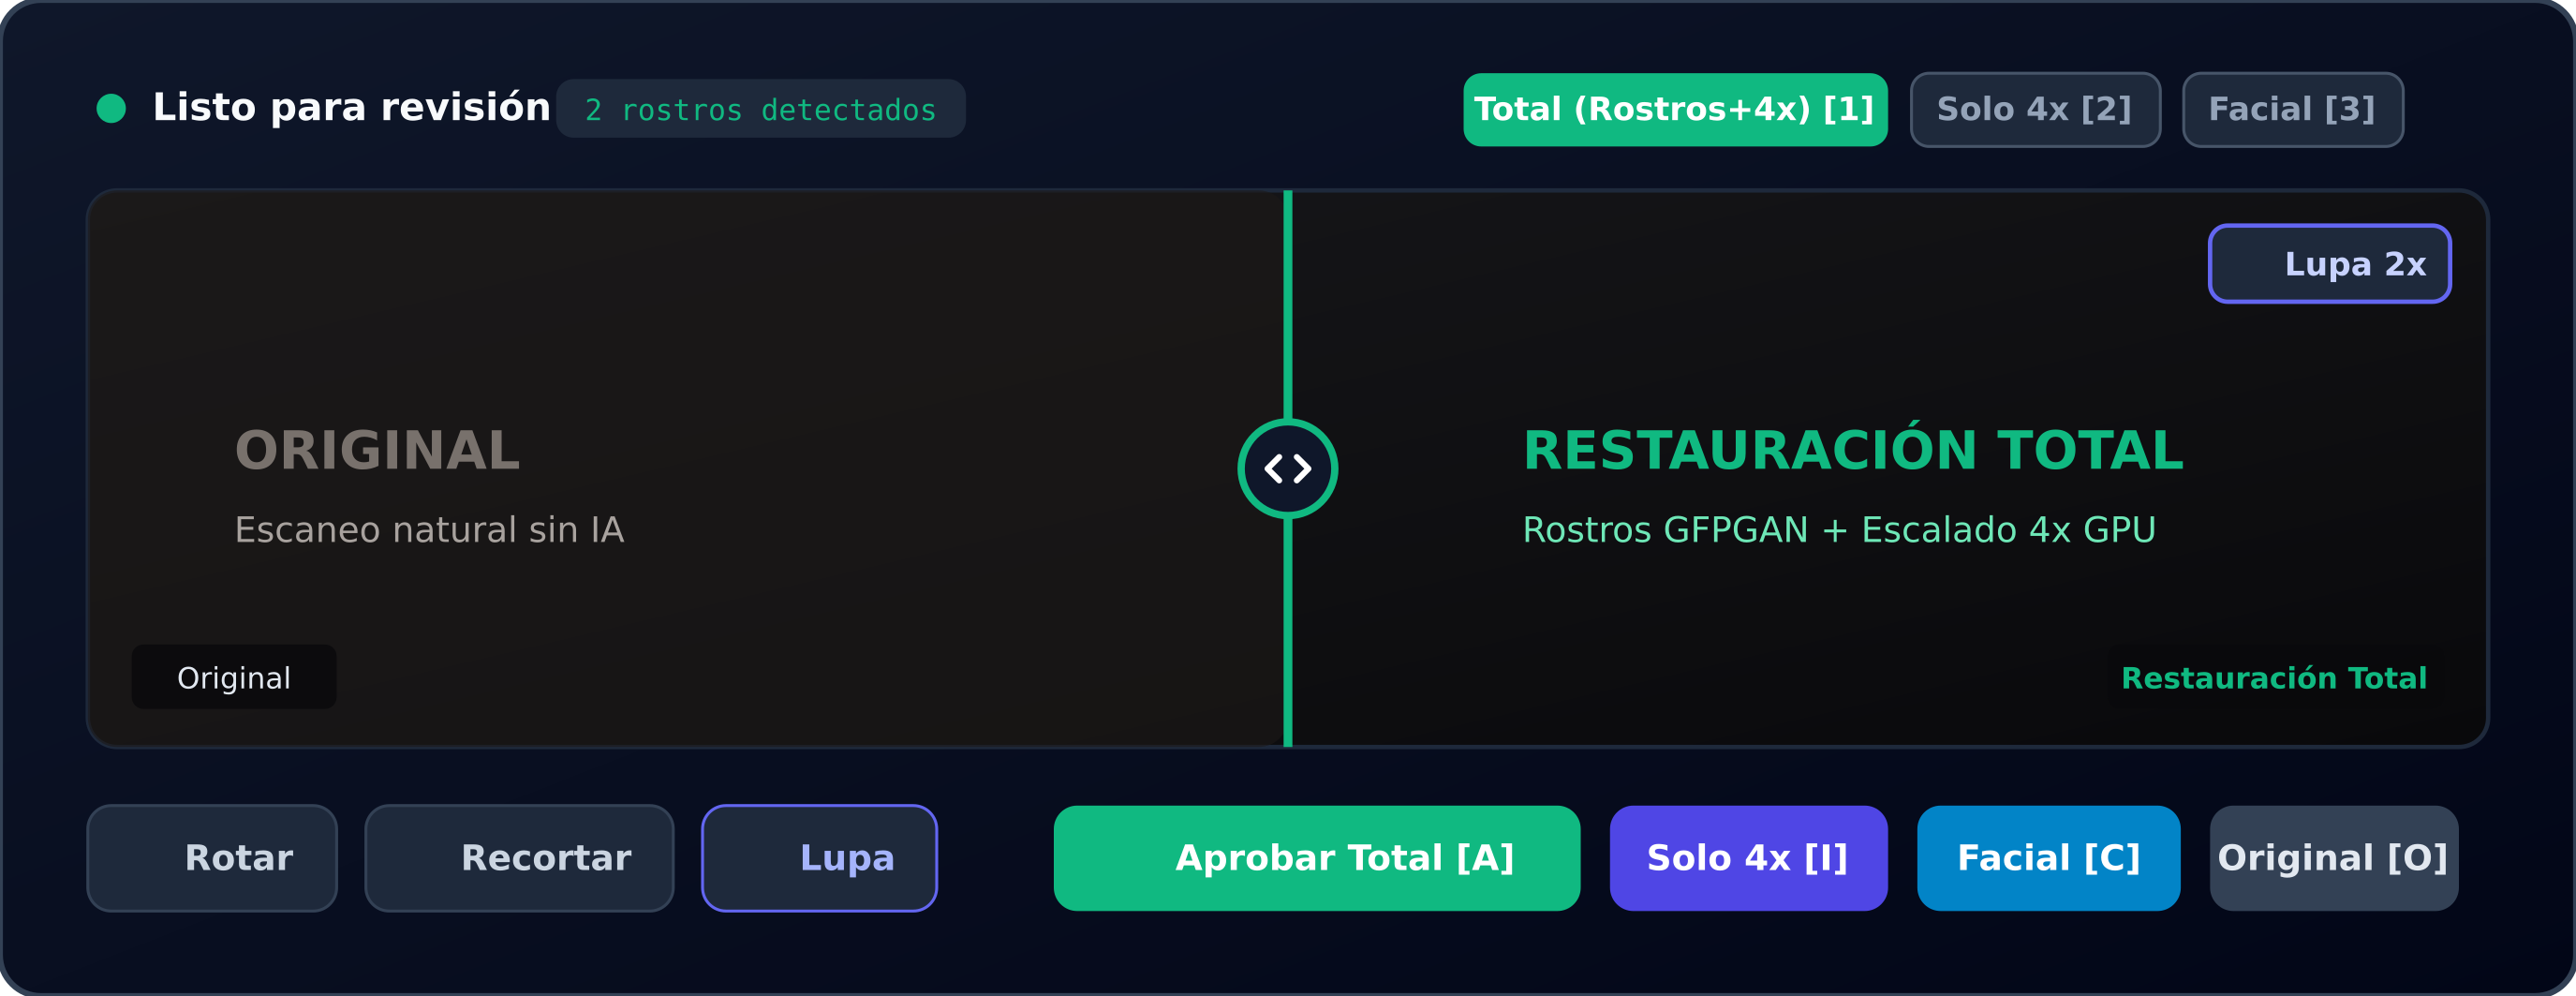 Listo para revisión
2 rostros detectados
Total (Rostros+4x) [1]
Solo 4x [2]
Facial [3]
Lupa 2x
ORIGINAL
Escaneo natural sin IA
RESTAURACIÓN TOTAL
Rostros GFPGAN + Escalado 4x GPU
Original
Restauración Total
Rotar
Recortar
Lupa
Aprobar Total [A]
Solo 4x [I]
Facial [C]
Original [O]